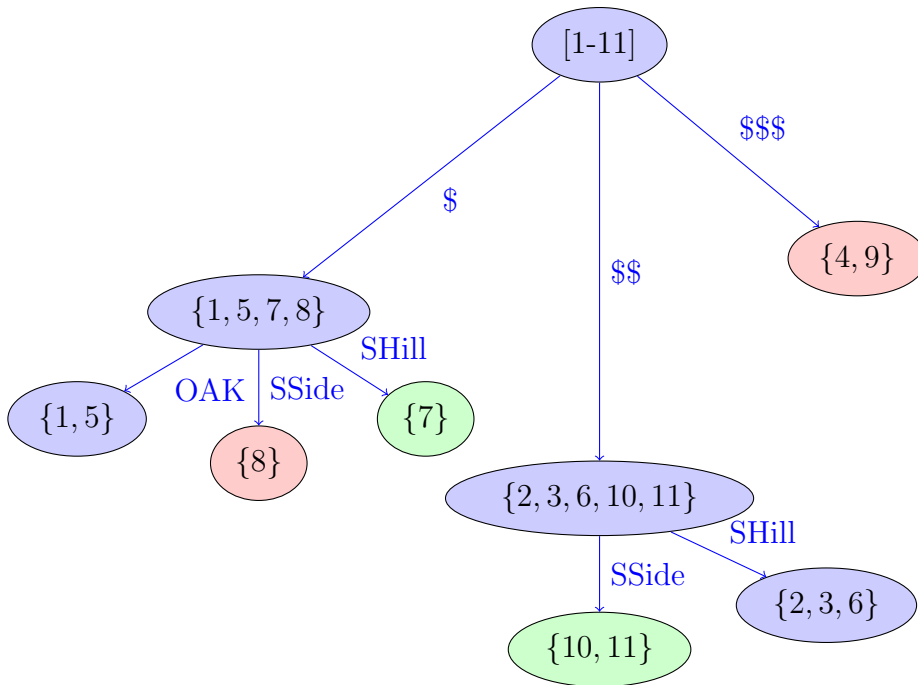 [1-11]
$$$
$
{4, 9}
$$
{1, 5, 7, 8}
SHill
OAK
SSide
{1, 5}
{7}
{8}
{2, 3, 6, 10, 11}
SHill
SSide
{2, 3, 6}
{10, 11}